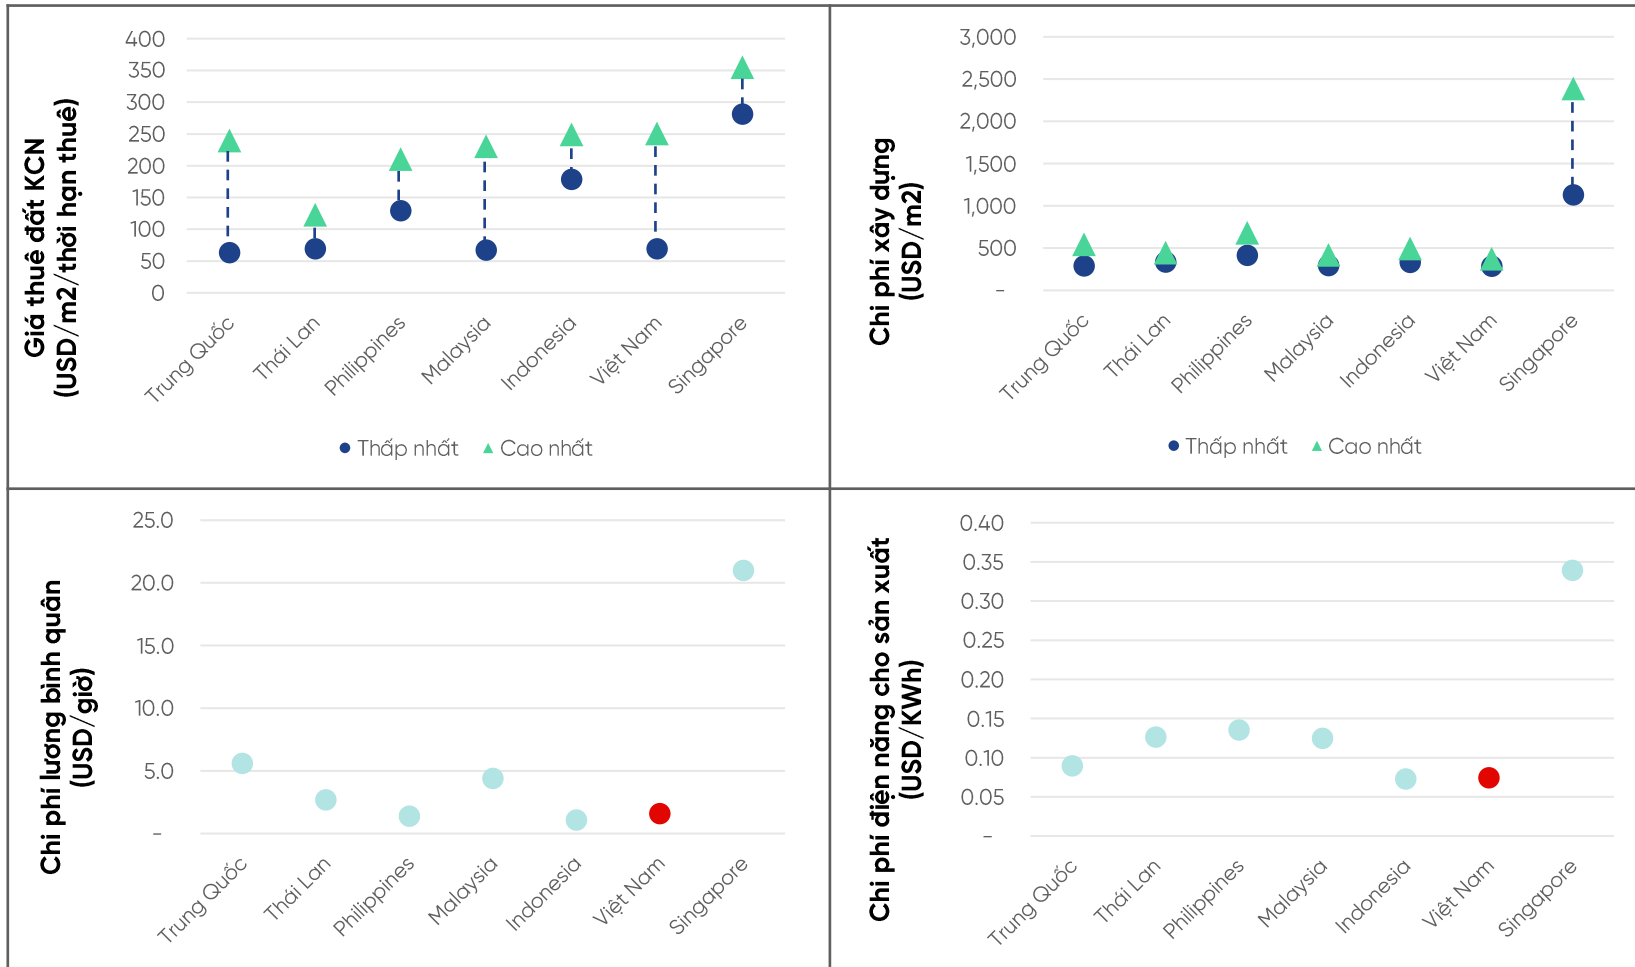 Giá thuê đất KCN
(USD/m2/thời hạn thuê)
400
350
300
250
200
150
100
50
0
Trung Quốc
Thái Lan
Philippines
Malaysia
Indonesia
Việt Nam
Singapore
Thấp nhất
Cao nhất
Chi phí xây dựng
(USD/m2)
3,000
2,500
2,000
1,500
1,000
500
-
Trung Quốc
Thái Lan
Philippines
Malaysia
Indonesia
Việt Nam
Singapore
Thấp nhất
Cao nhất
Chi phí lương bình quân
(USD/giờ)
25.0
20.0
15.0
10.0
5.0
-
Trung Quốc
Thái Lan
Philippines
Malaysia
Indonesia
Việt Nam
Singapore
Chi phí điện năng cho sản xuất
(USD/KWh)
0.40
0.35
0.30
0.25
0.20
0.15
0.10
0.05
-
Trung Quốc
Thái Lan
Philippines
Malaysia
Indonesia
Việt Nam
Singapore